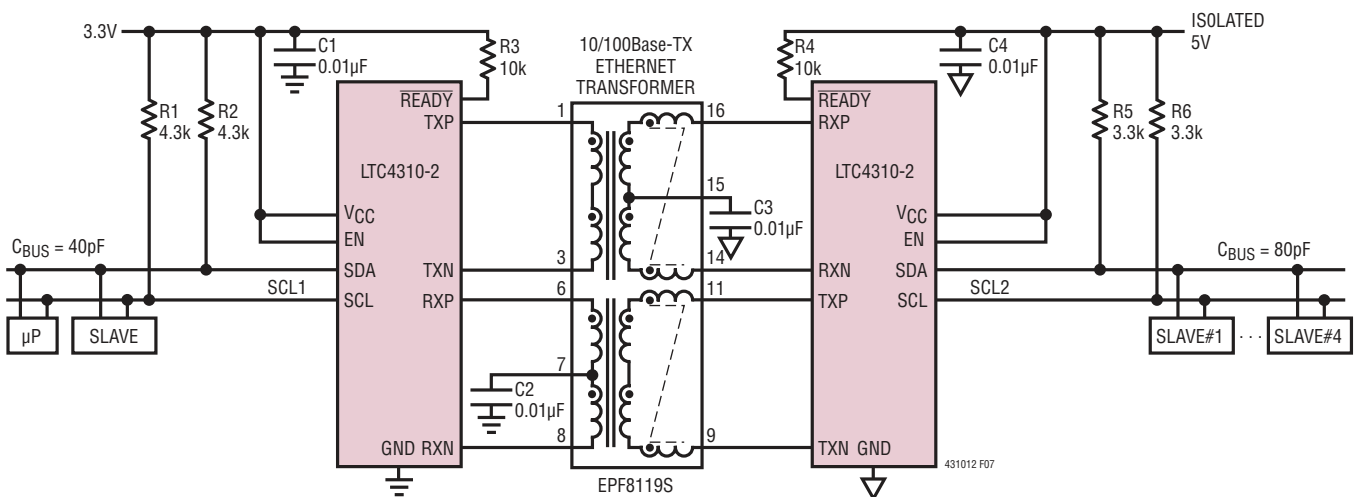 3.3V
C1
0.01µF
R3
10k
10/100Base-TX
ETHERNET
TRANSFORMER
R4
10k
C4
0.01µF
ISOLATED
5V
R1
4.3k
R2
4.3k
READY
TXP
LTC4310-2
VCC
EN
SDA
SCL
TXN
RXP
GND RXN
CBUS = 40pF
SCL1
µP
SLAVE
1
3
6
7
8
C2
0.01µF
16
15
14
11
9
C3
0.01µF
EPF8119S
READY
RXP
LTC4310-2
VCC
EN
RXN
SDA
TXP
SCL
TXN GND
R5
3.3k
R6
3.3k
CBUS = 80pF
SCL2
SLAVE#1 · · · SLAVE#4
431012 F07